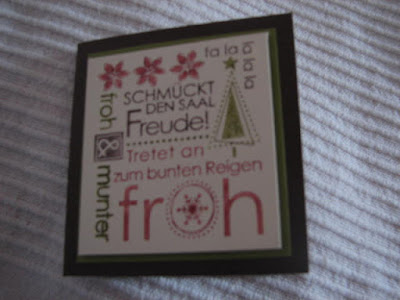 ta la la la la
SCHMÜCKT
DEN SAAL
Freude!
froh & munter
Tretet an
zum bunten Reigen
froh